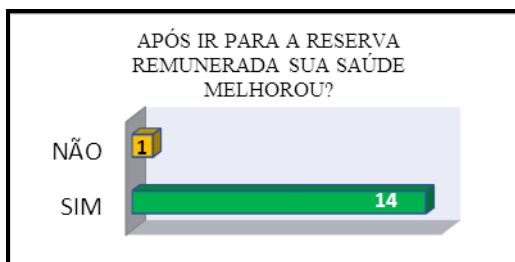 APÓS IR PARA A RESERVA
REMUNERADA SUA SAÚDE
MELHOROU?
NÃO 1
SIM 14